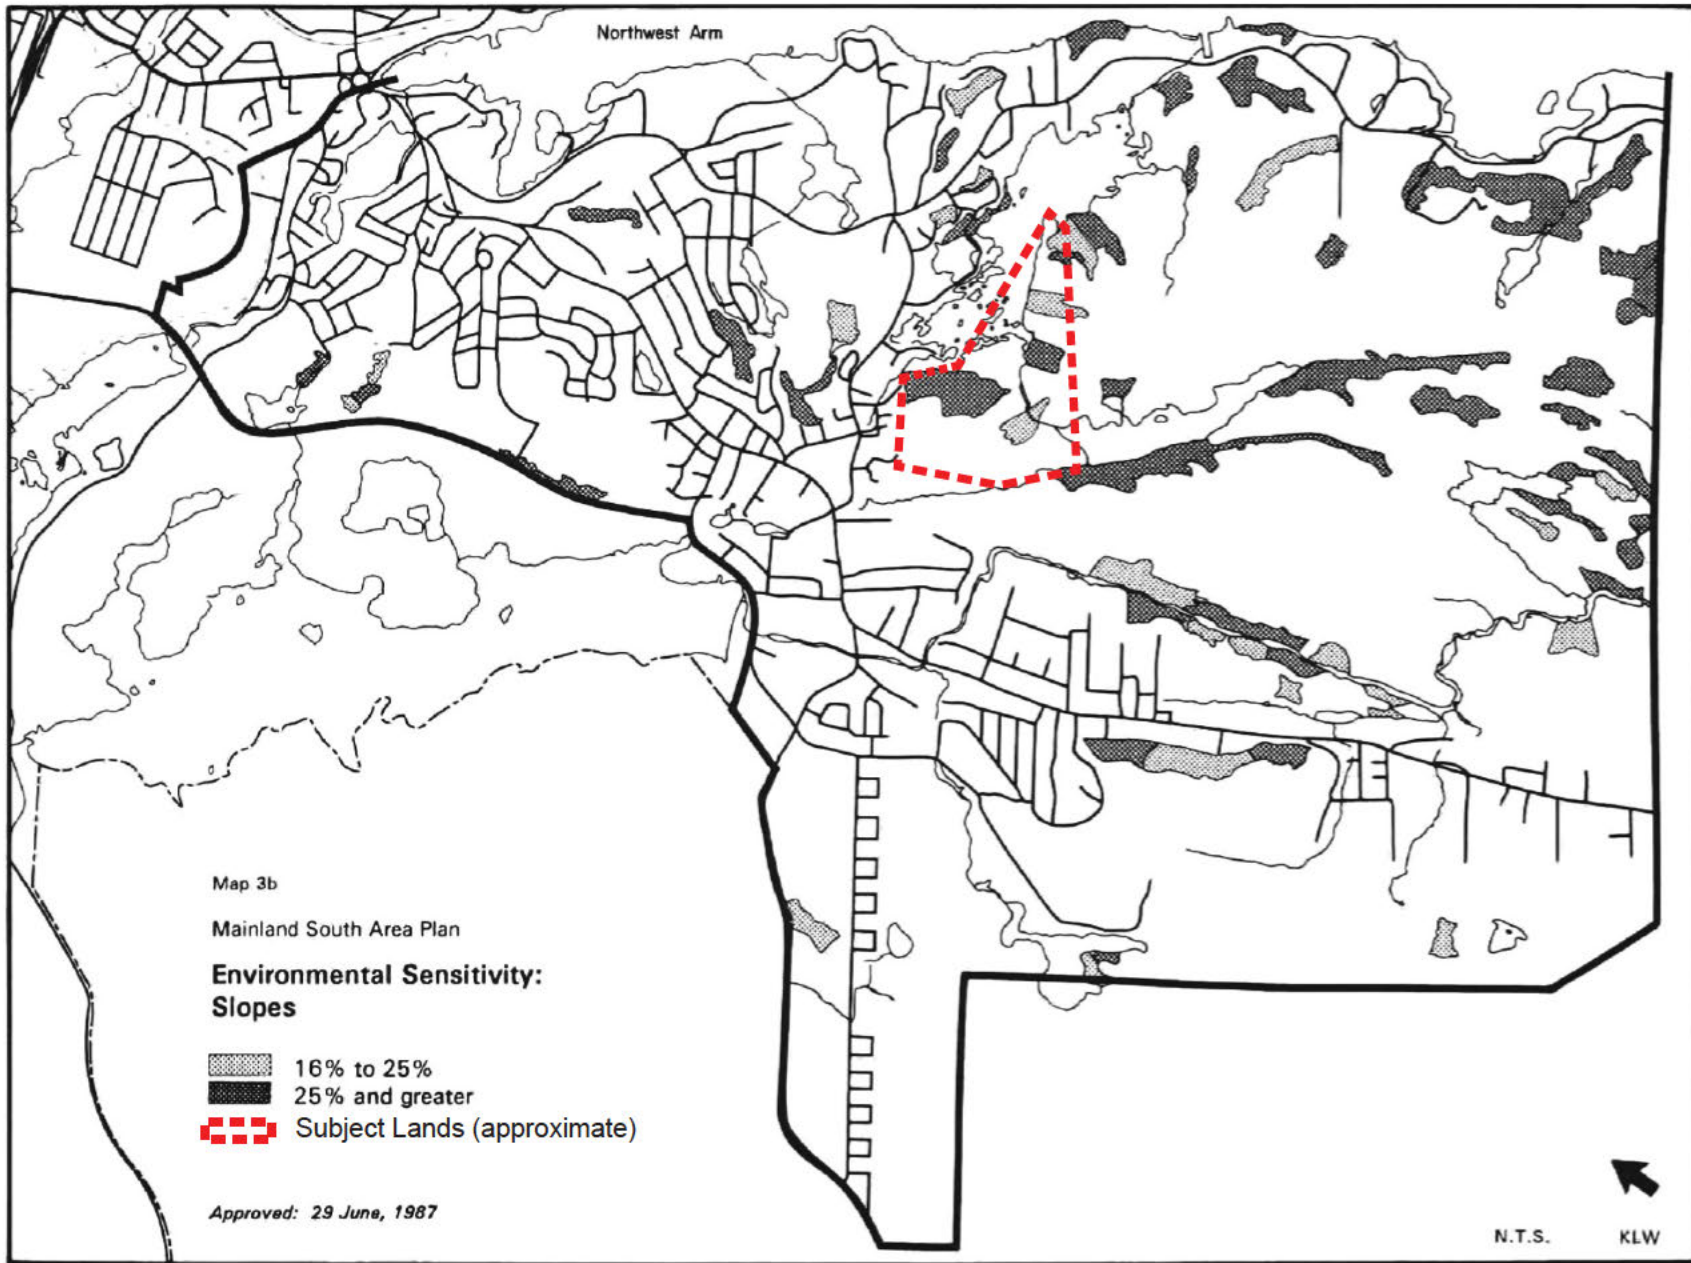 Northwest Arm
Map 3b
Mainland South Area Plan
Environmental Sensitivity:
Slopes
16% to 25%
25% and greater
Subject Lands (approximate)
Approved: 29 June, 1987
N.T.S. KLW